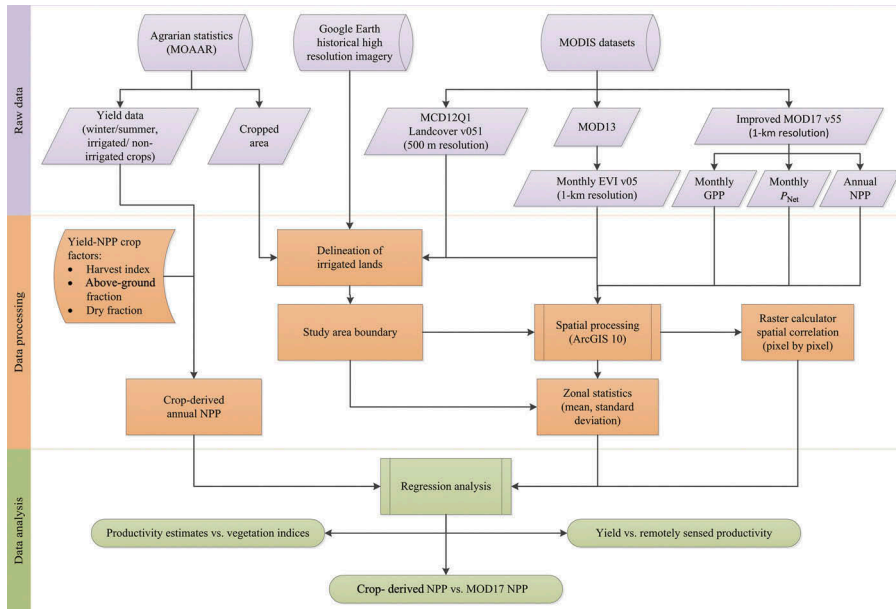 Raw data
Agrarian statistics
(MOAAR)
Google Earth
historical high
resolution imagery
MODIS datasets
Yield data
(winter/summer,
irrigated/ non-
irrigated crops)
Cropped
area
MCD12Q1
Landcover v051
(500 m resolution)
MOD13
Improved MOD17 v55
(1-km resolution)
Monthly EVI v05
(1-km resolution)
Monthly
GPP
Monthly
PNet
Annual
NPP
Data processing
Yield-NPP crop
factors:
● Harvest index
● Above-ground
fraction
● Dry fraction
Delineation of
irrigated lands
Study area boundary
Spatial processing
(ArcGIS 10)
Raster calculator
spatial correlation
(pixel by pixel)
Crop-derived
annual NPP
Zonal statistics
(mean, standard
deviation)
Data analysis
Regression analysis
Productivity estimates vs. vegetation indices
Yield vs. remotely sensed productivity
Crop- derived NPP vs. MOD17 NPP